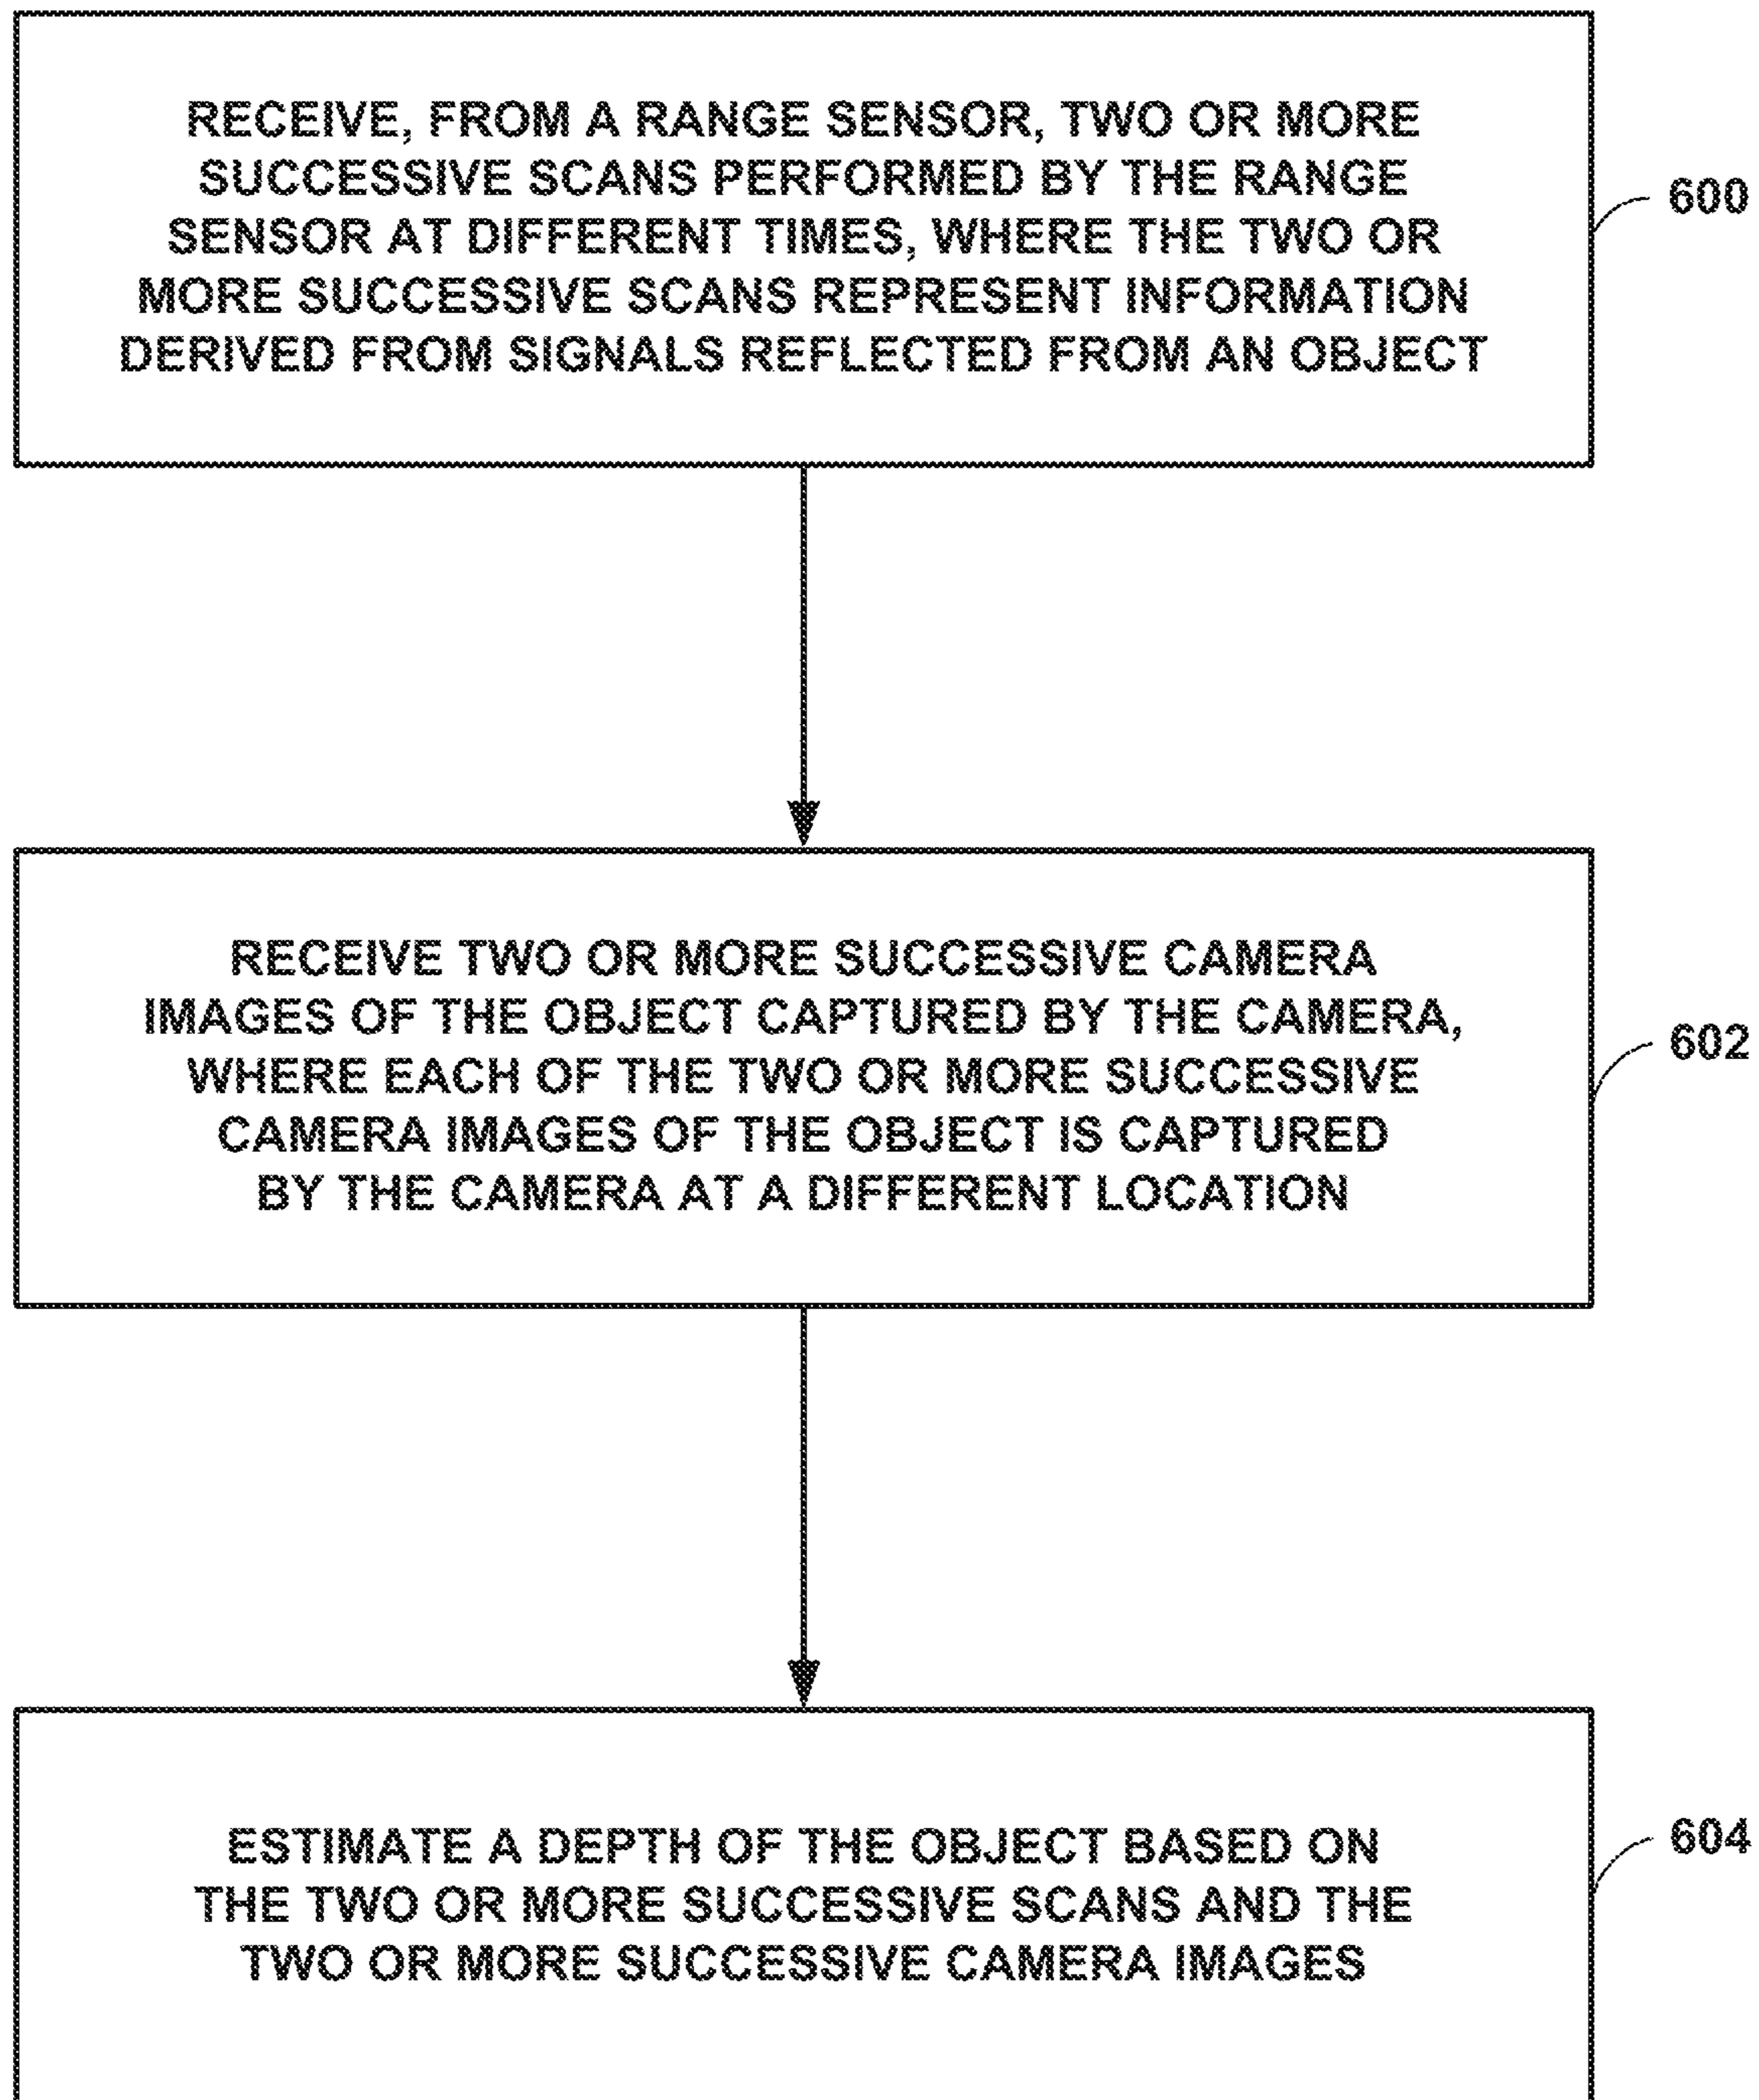 RECEIVE, FROM A RANGE SENSOR, TWO OR MORE
SUCCESSIVE SCANS PERFORMED BY THE RANGE
SENSOR AT DIFFERENT TIMES, WHERE THE TWO OR
MORE SUCCESSIVE SCANS REPRESENT INFORMATION
DERIVED FROM SIGNALS REFLECTED FROM AN OBJECT
600
RECEIVE TWO OR MORE SUCCESSIVE CAMERA
IMAGES OF THE OBJECT CAPTURED BY THE CAMERA,
WHERE EACH OF THE TWO OR MORE SUCCESSIVE
CAMERA IMAGES OF THE OBJECT IS CAPTURED
BY THE CAMERA AT A DIFFERENT LOCATION
602
ESTIMATE A DEPTH OF THE OBJECT BASED ON
THE TWO OR MORE SUCCESSIVE SCANS AND THE
TWO OR MORE SUCCESSIVE CAMERA IMAGES
604